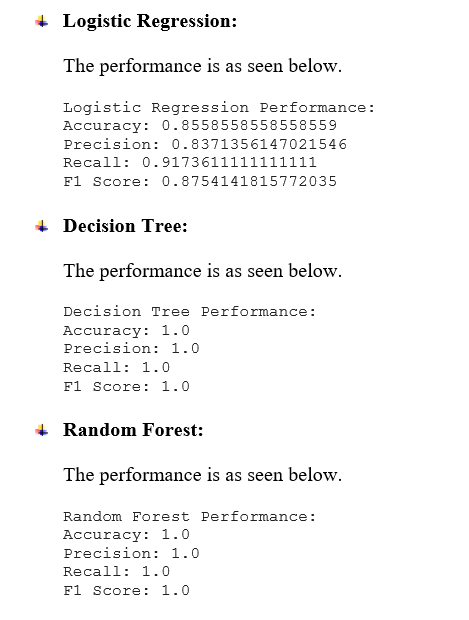 Logistic Regression:
The performance is as seen below.
Logistic Regression Performance:
Accuracy: 0.8558558558558559
Precision: 0.8371356147021546
Recall: 0.9173611111111111
F1 Score: 0.8754141815772035
Decision Tree:
The performance is as seen below.
Decision Tree Performance:
Accuracy: 1.0
Precision: 1.0
Recall: 1.0
F1 Score: 1.0
Random Forest:
The performance is as seen below.
Random Forest Performance:
Accuracy: 1.0
Precision: 1.0
Recall: 1.0
F1 Score: 1.0